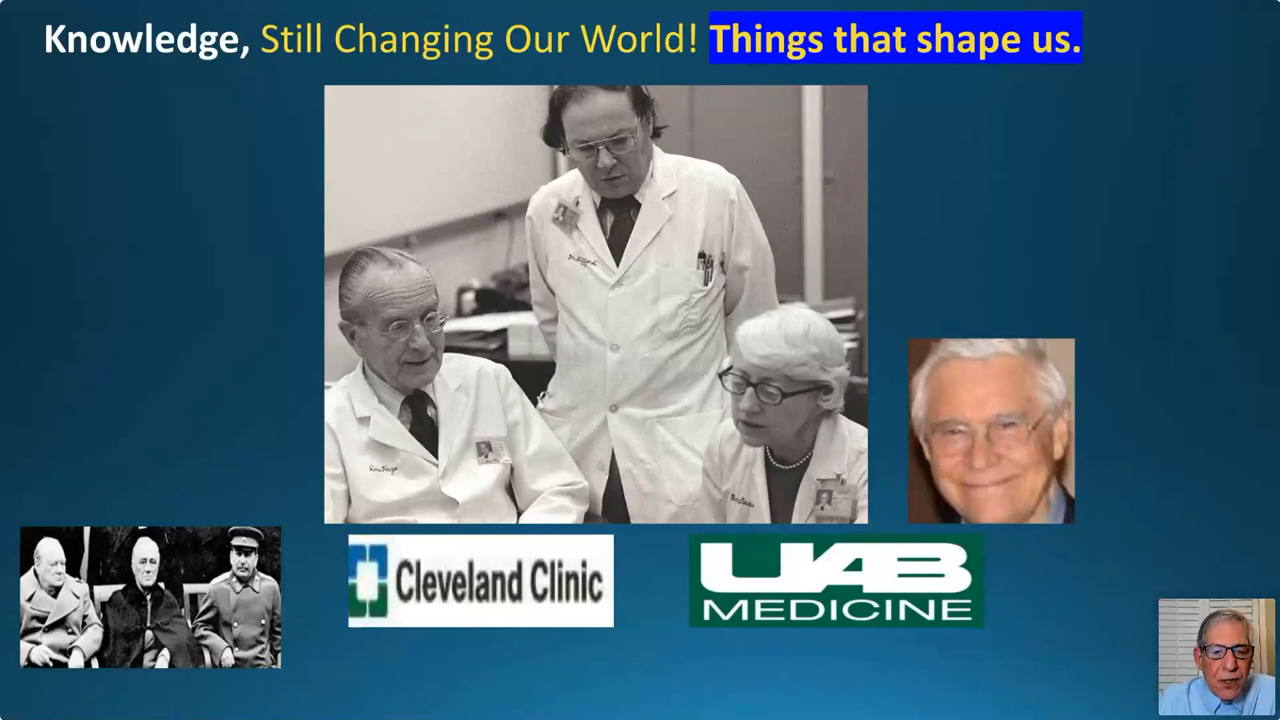 Knowledge, Still Changing Our World! Things that shape us.
Cleveland Clinic
UAB
MEDICINE